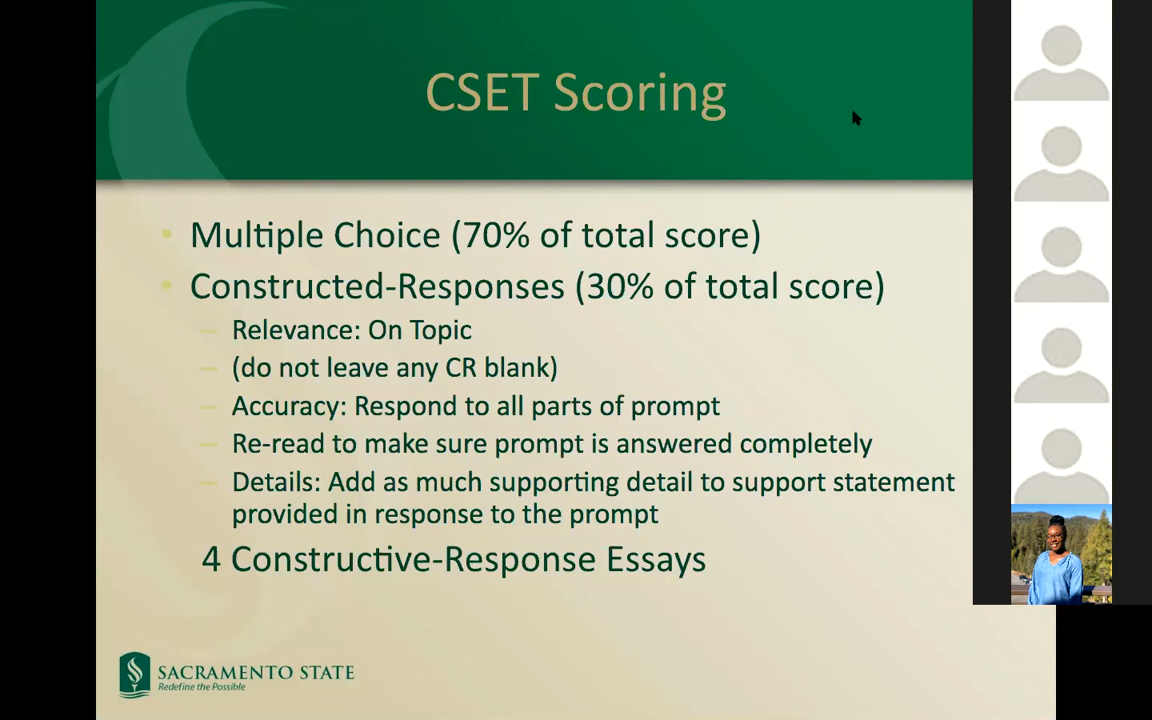 CSET Scoring
• Multiple Choice (70% of total score)
• Constructed-Responses (30% of total score)
– Relevance: On Topic
– (do not leave any CR blank)
– Accuracy: Respond to all parts of prompt
– Re-read to make sure prompt is answered completely
– Details: Add as much supporting detail to support statement
provided in response to the prompt
4 Constructive-Response Essays
SACRAMENTO STATE
Redefine the Possible